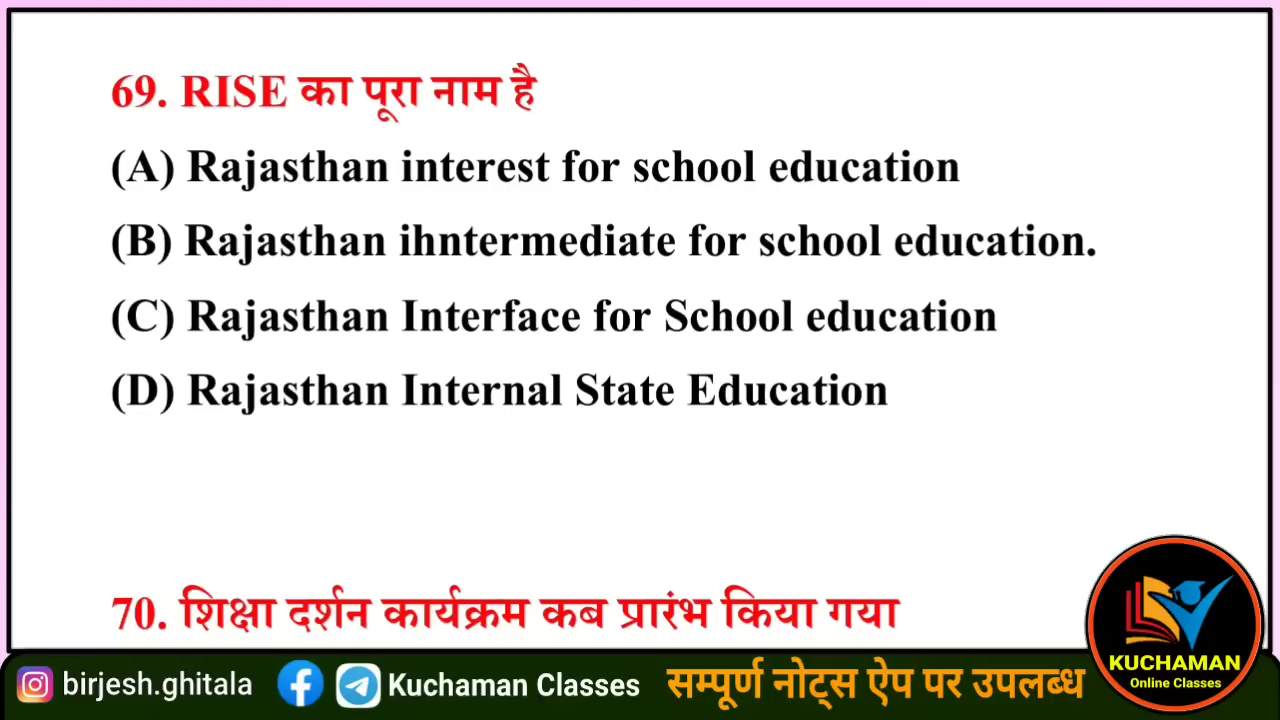 69. RISE का पूरा नाम है
(A) Rajasthan interest for school education
(B) Rajasthan ihntermediate for school education.
(C) Rajasthan Interface for School education
(D) Rajasthan Internal State Education
70. शिक्षा दर्शन कार्यक्रम कब प्रारंभ किया गया
KUCHAMAN
Online Classes
birjesh.ghitala
Kuchaman Classes
सम्पूर्ण नोट्स ऐप पर उपलब्ध